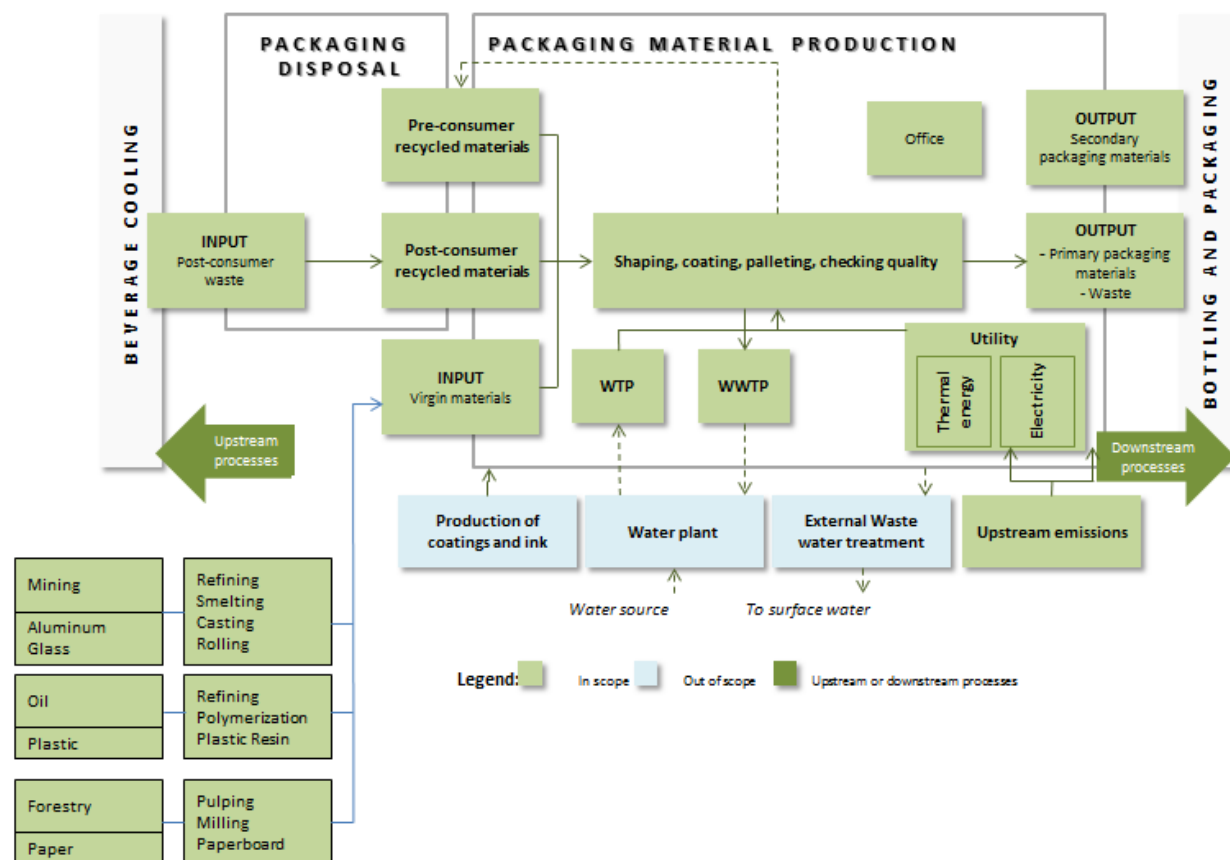 PACKAGING
DISPOSAL
PACKAGING MATERIAL PRODUCTION
BEVERAGE COOLING
BOTTLING AND PACKAGING
Pre-consumer
recycled materials
Office
OUTPUT
Secondary
packaging materials
INPUT
Post-consumer
waste
Post-consumer
recycled materials
Shaping, coating, palleting, checking quality
OUTPUT
- Primary packaging
materials
- Waste
INPUT
Virgin materials
WTP
WWTP
Utility
Thermal
energy
Electricity
Upstream
processes
Downstream
processes
Production of
coatings and ink
Water plant
External Waste
water treatment
Upstream emissions
Water source
To surface water
Mining
Aluminum
Glass
Refining
Smelting
Casting
Rolling
Oil
Plastic
Refining
Polymerization
Plastic Resin
Forestry
Paper
Pulping
Milling
Paperboard
Legend:
In scope
Out of scope
Upstream or downstream processes